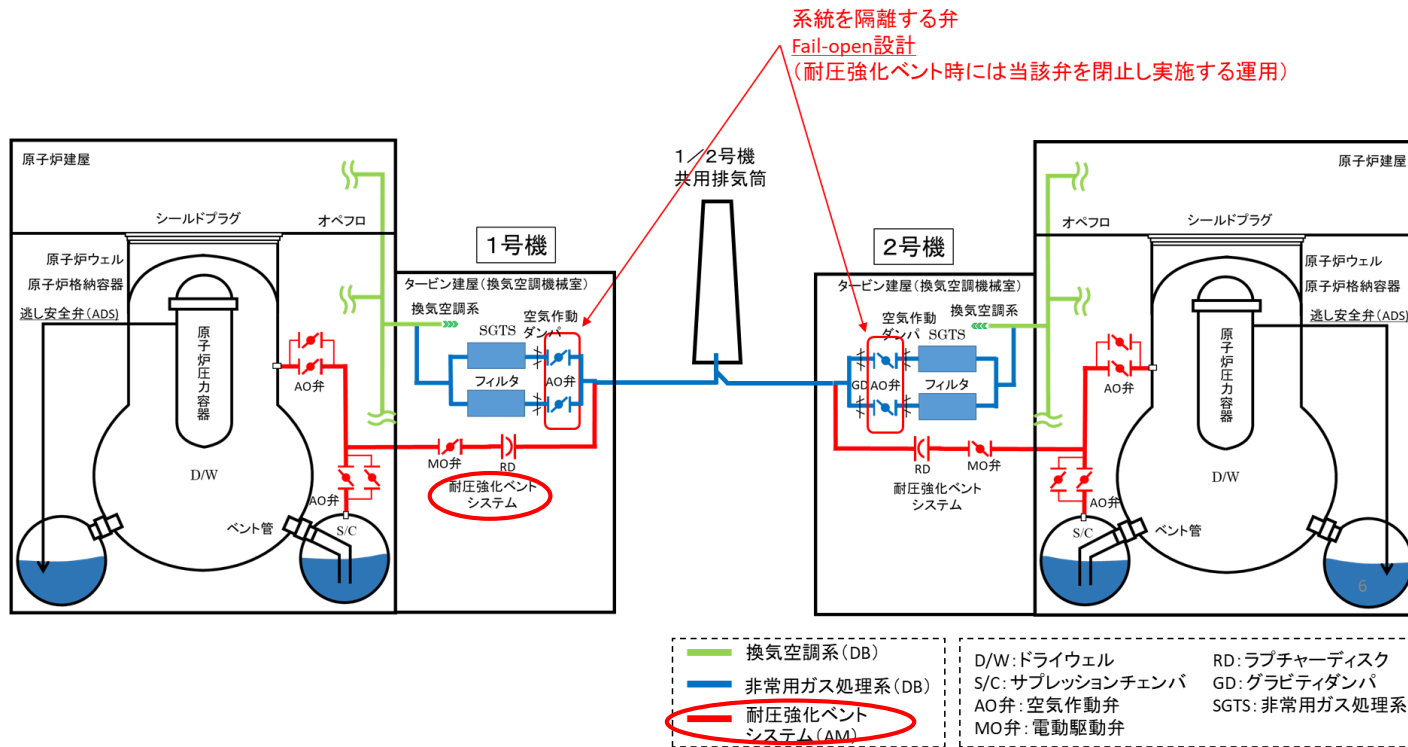 系統を隔離する弁
Fail-open設計
(耐圧強化ベント時には当該弁を閉止し実施する運用)
原子炉建屋
1/2号機
共用排気筒
原子炉建屋
シールドプラグ
オペフロ
オペフロ
シールドプラグ
1号機
2号機
原子炉ウェル
原子炉格納容器
逃し安全弁(ADS)
原子炉圧力容器
D/W
AO弁
AO弁
S/C
ベント管
タービン建屋(換気空調機械室)
換気空調系
空気作動
ダンパ
SGTS
フィルタ
AO弁
MO弁
RD
耐圧強化ベント
システム
タービン建屋(換気空調機械室)
換気空調系
空気作動
ダンパ
SGTS
GD
AO弁
フィルタ
RD
MO弁
耐圧強化ベント
システム
原子炉ウェル
原子炉格納容器
逃し安全弁(ADS)
原子炉圧力容器
D/W
AO弁
AO弁
S/C
ベント管
6
換気空調系(DB)
非常用ガス処理系(DB)
耐圧強化ベント
システム(AM)
D/W:ドライウェル
S/C:サプレッションチェンバ
AO弁:空気作動弁
MO弁:電動駆動弁
RD:ラプチャーディスク
GD:グラビティダンパ
SGTS:非常用ガス処理系